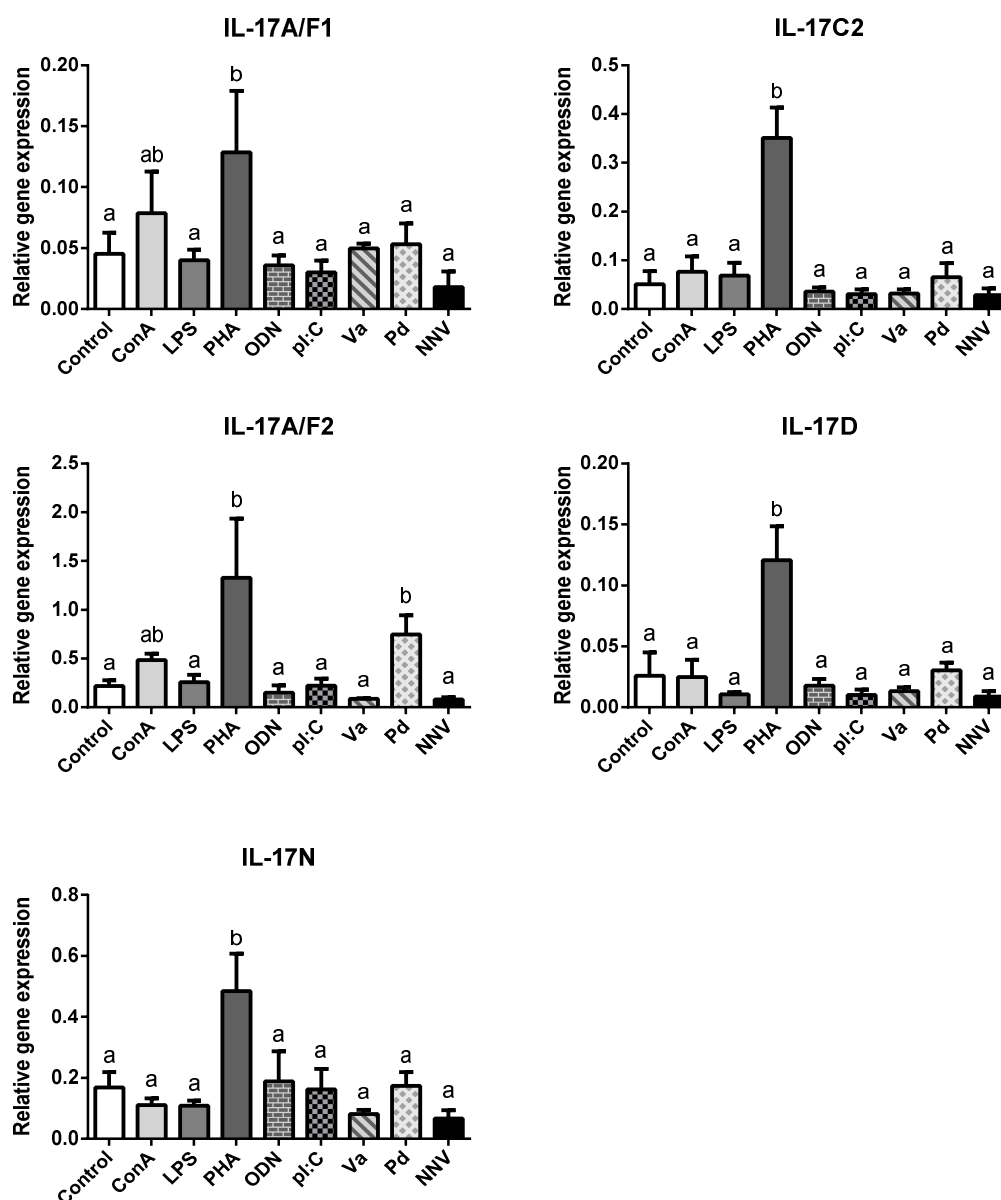 IL-17A/F1
Relative gene expression
0.20
0.15
0.10
0.05
0.00
a
ab
a
b
a
a
a
a
a
Control
ConA
LPS
PHA
ODN
pI:C
Va
Pd
NNV
IL-17C2
Relative gene expression
0.5
0.4
0.3
0.2
0.1
0.0
a
a
a
b
a
a
a
a
a
Control
ConA
LPS
PHA
ODN
pI:C
Va
Pd
NNV
IL-17A/F2
Relative gene expression
2.5
2.0
1.5
1.0
0.5
0.0
a
ab
a
b
a
a
a
b
a
Control
ConA
LPS
PHA
ODN
pI:C
Va
Pd
NNV
IL-17D
Relative gene expression
0.20
0.15
0.10
0.05
0.00
a
a
a
b
a
a
a
a
a
Control
ConA
LPS
PHA
ODN
pI:C
Va
Pd
NNV
IL-17N
Relative gene expression
0.8
0.6
0.4
0.2
0.0
a
a
a
b
a
a
a
a
a
Control
ConA
LPS
PHA
ODN
pI:C
Va
Pd
NNV